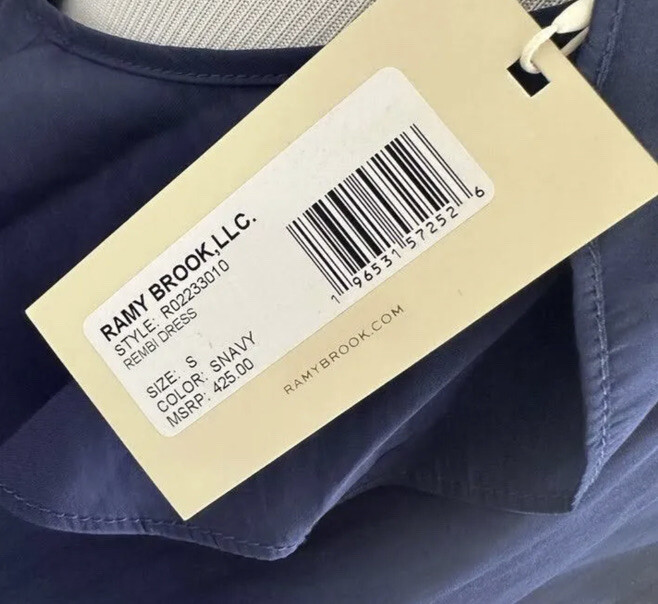 RAMY BROOK,LLC.
STYLE: R02233010
REMBI DRESS
SIZE: S
COLOR: SNAVY
MSRP: 425.00
1 96531 57252 6
RAMYBROOK.COM